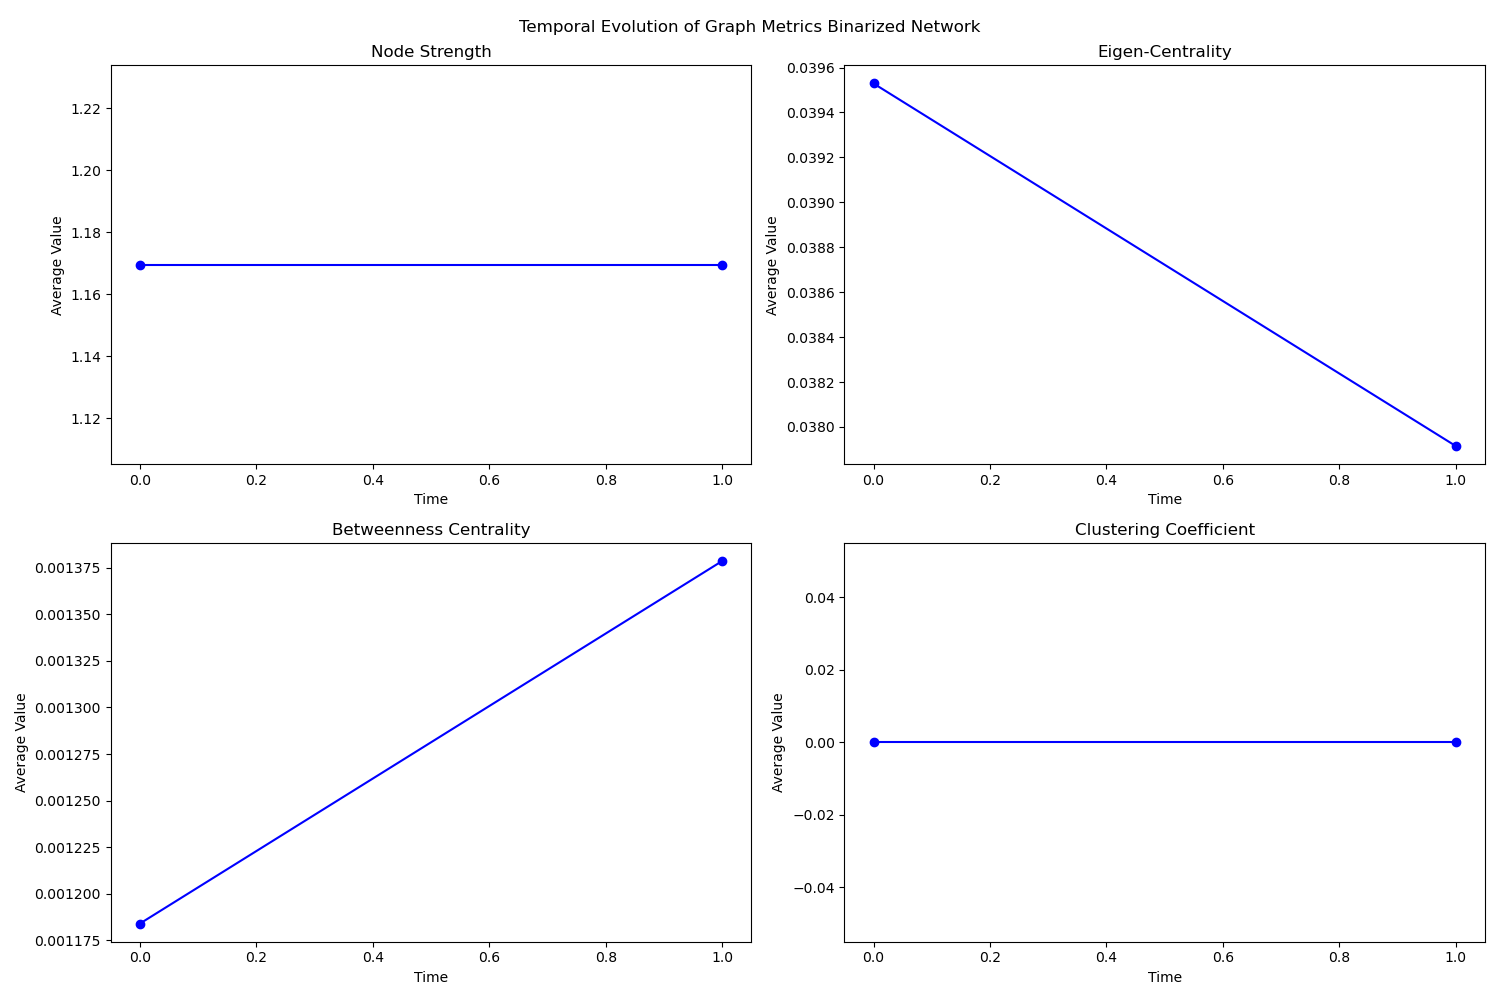 Temporal Evolution of Graph Metrics Binarized Network
Node Strength
1.22
1.20
1.18
1.16
1.14
1.12
Average Value
0.0 0.2 0.4 0.6 0.8 1.0
Time
Eigen-Centrality
0.0396
0.0394
0.0392
0.0390
0.0388
0.0386
0.0384
0.0382
0.0380
Average Value
0.0 0.2 0.4 0.6 0.8 1.0
Time
Betweenness Centrality
0.001375
0.001350
0.001325
0.001300
0.001275
0.001250
0.001225
0.001200
0.001175
Average Value
0.0 0.2 0.4 0.6 0.8 1.0
Time
Clustering Coefficient
0.04
0.02
0.00
−0.02
−0.04
Average Value
0.0 0.2 0.4 0.6 0.8 1.0
Time